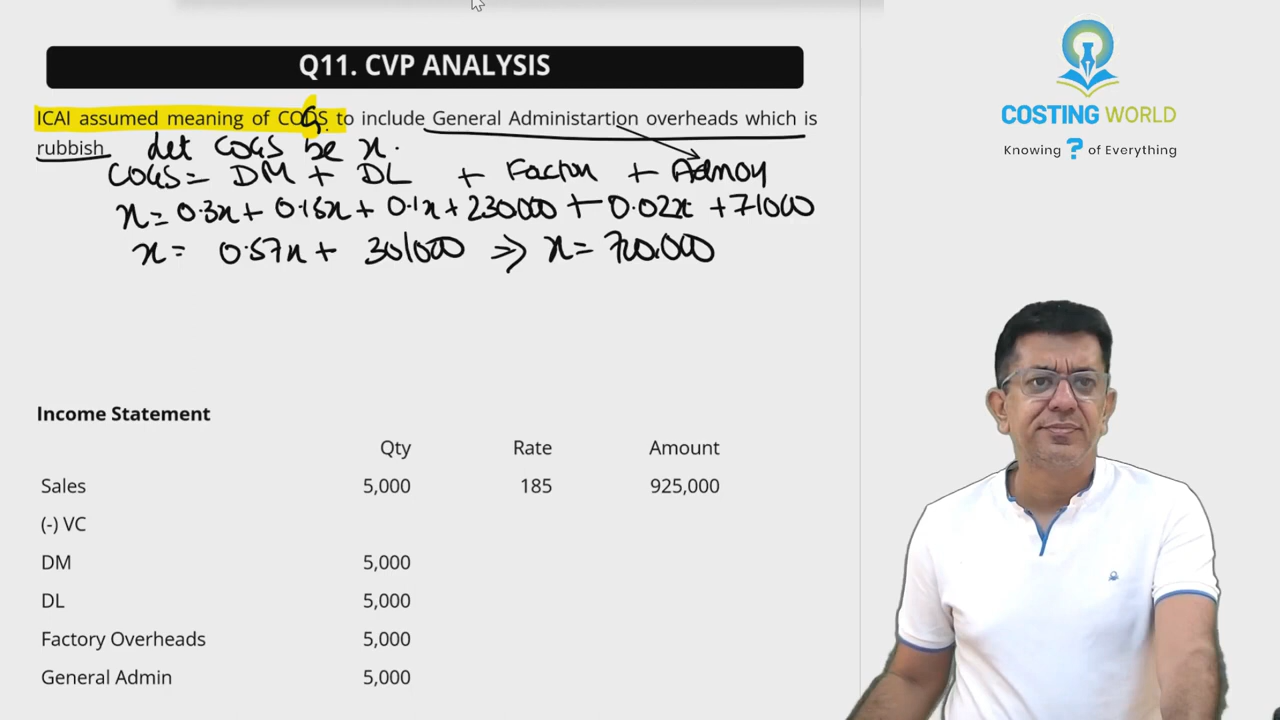 Q11. CVP ANALYSIS
COSTING WORLD
Knowing ? of Everything
ICAI assumed meaning of COGS to include General Administartion overheads which is
rubbish Let COGS be x.
COGS = DM + DL + Factory + Admoy
x = 0.3x + 0.15x + 0.1x + 230000 + 0.02x + 71000
x = 0.57x + 301000 => x = 700.000
Income Statement
Qty Rate Amount
Sales 5,000 185 925,000
(-) VC
DM 5,000
DL 5,000
Factory Overheads 5,000
General Admin 5,000